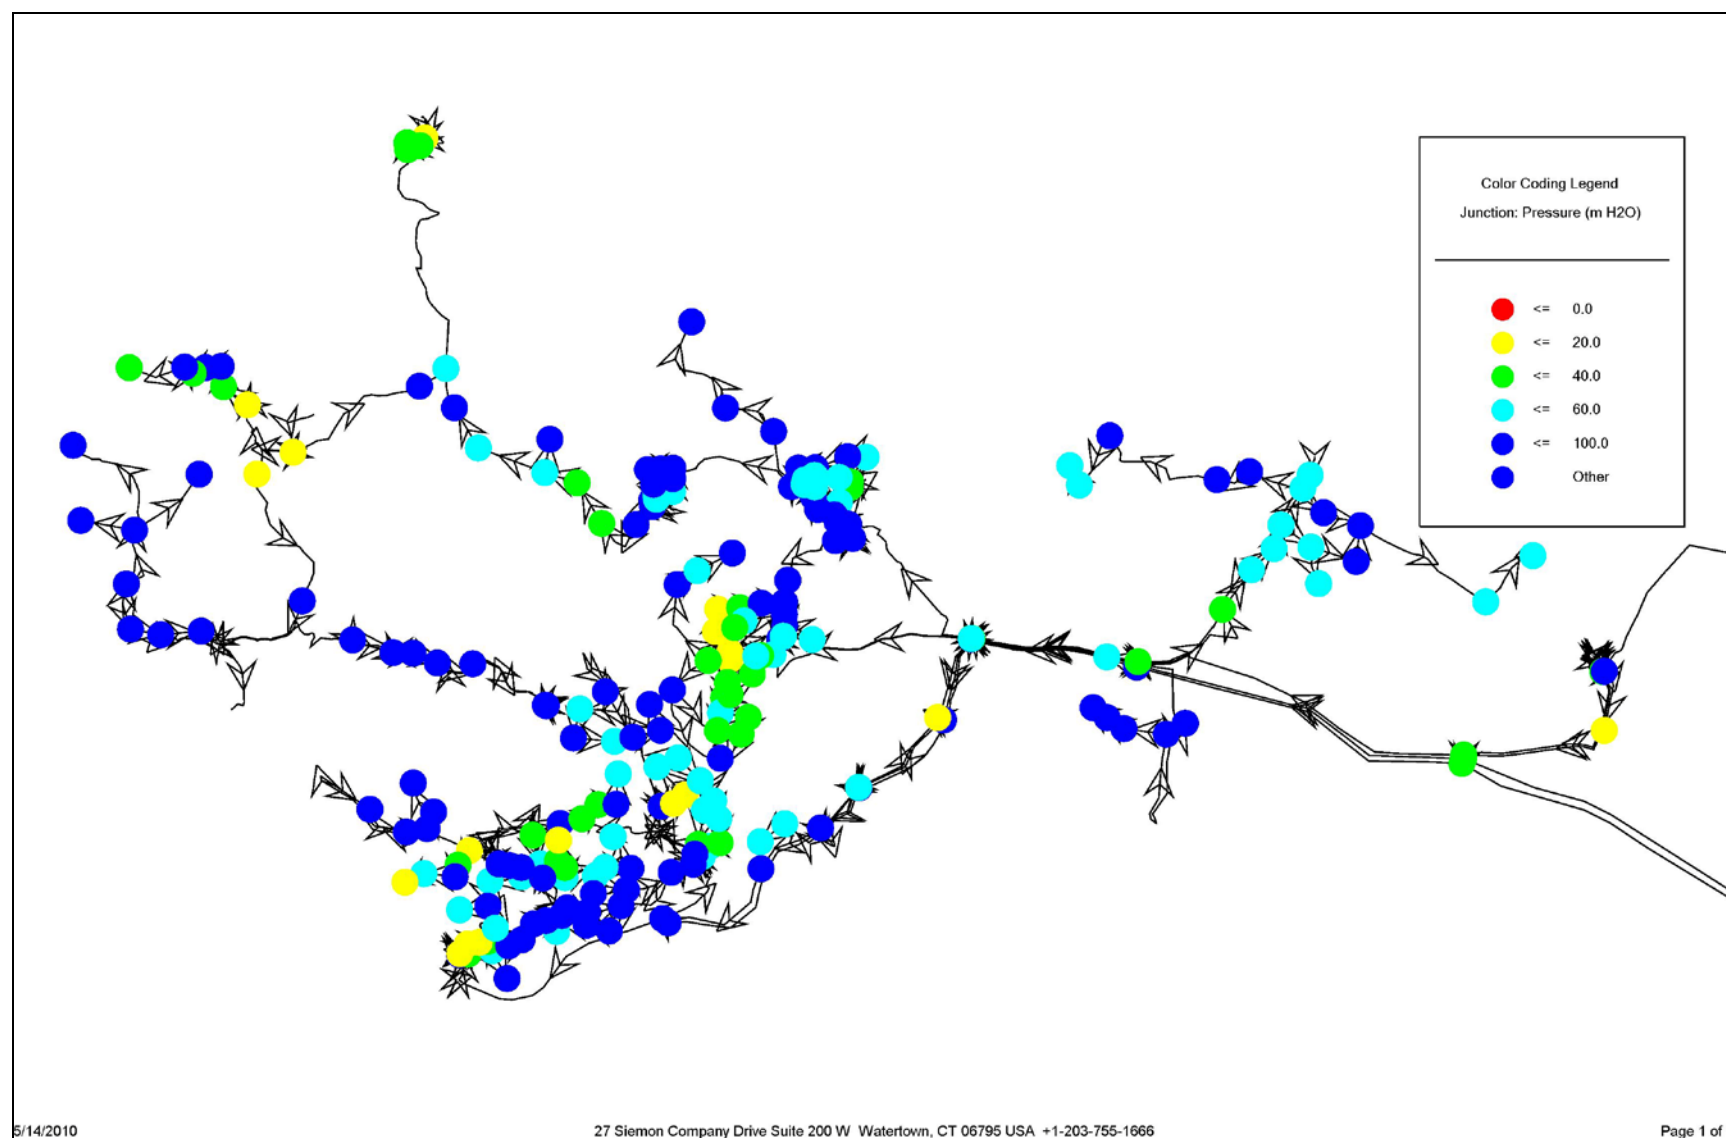 Color Coding Legend
Junction: Pressure (m H2O)
<= 0.0
<= 20.0
<= 40.0
<= 60.0
<= 100.0
Other
5/14/2010
27 Siemon Company Drive Suite 200 W Watertown, CT 06795 USA +1-203-755-1666
Page 1 of